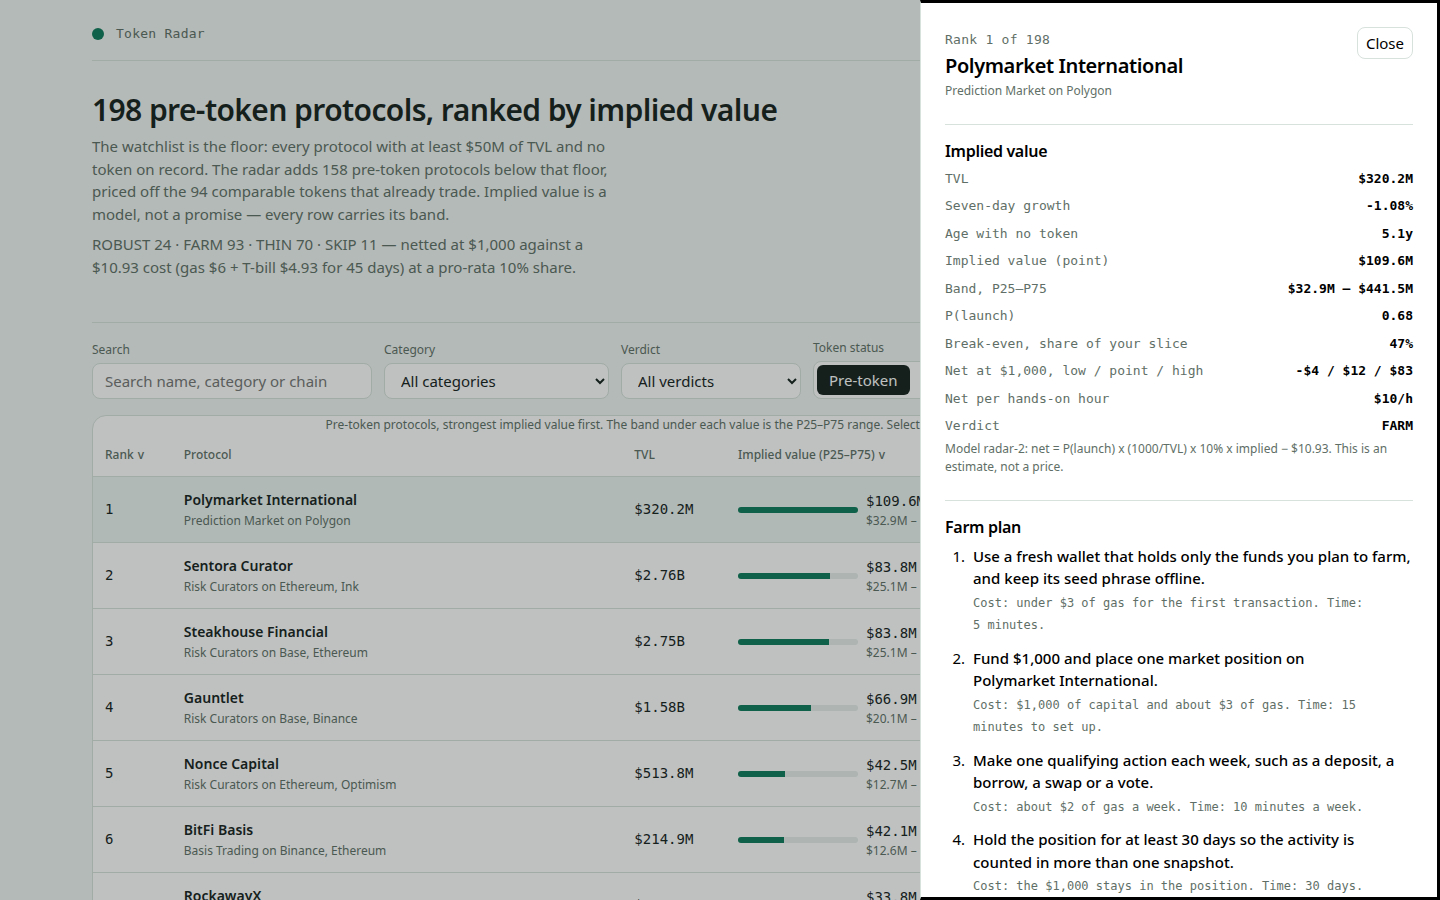 Token Radar
198 pre-token protocols, ranked by implied value
The watchlist is the floor: every protocol with at least $50M of TVL and no
token on record. The radar adds 158 pre-token protocols below that floor,
priced off the 94 comparable tokens that already trade. Implied value is a
model, not a promise — every row carries its band.
ROBUST 24 · FARM 93 · THIN 70 · SKIP 11 — netted at $1,000 against a
$10.93 cost (gas $6 + T-bill $4.93 for 45 days) at a pro-rata 10% share.
Search
Category
Verdict
Token status
Search name, category or chain
All categories
All verdicts
Pre-token
Pre-token protocols, strongest implied value first. The band under each value is the P25–P75 range. Select
Rank v
Protocol
TVL
Implied value (P25–P75) v
1
Polymarket International
Prediction Market on Polygon
$320.2M
$109.6M
$32.9M –
2
Sentora Curator
Risk Curators on Ethereum, Ink
$2.76B
$83.8M
$25.1M –
3
Steakhouse Financial
Risk Curators on Base, Ethereum
$2.75B
$83.8M
$25.1M –
4
Gauntlet
Risk Curators on Base, Binance
$1.58B
$66.9M
$20.1M –
5
Nonce Capital
Risk Curators on Ethereum, Optimism
$513.8M
$42.5M
$12.7M –
6
BitFi Basis
Basis Trading on Binance, Ethereum
$214.9M
$42.1M
$12.6M –
RockawayX
$33.8M
Rank 1 of 198
Close
Polymarket International
Prediction Market on Polygon
Implied value
TVL $320.2M
Seven-day growth -1.08%
Age with no token 5.1y
Implied value (point) $109.6M
Band, P25–P75 $32.9M – $441.5M
P(launch) 0.68
Break-even, share of your slice 47%
Net at $1,000, low / point / high -$4 / $12 / $83
Net per hands-on hour $10/h
Verdict FARM
Model radar-2: net = P(launch) x (1000/TVL) x 10% x implied − $10.93. This is an
estimate, not a price.
Farm plan
1. Use a fresh wallet that holds only the funds you plan to farm,
and keep its seed phrase offline.
Cost: under $3 of gas for the first transaction. Time:
5 minutes.
2. Fund $1,000 and place one market position on
Polymarket International.
Cost: $1,000 of capital and about $3 of gas. Time: 15
minutes to set up.
3. Make one qualifying action each week, such as a deposit, a
borrow, a swap or a vote.
Cost: about $2 of gas a week. Time: 10 minutes a week.
4. Hold the position for at least 30 days so the activity is
counted in more than one snapshot.
Cost: the $1,000 stays in the position. Time: 30 days.